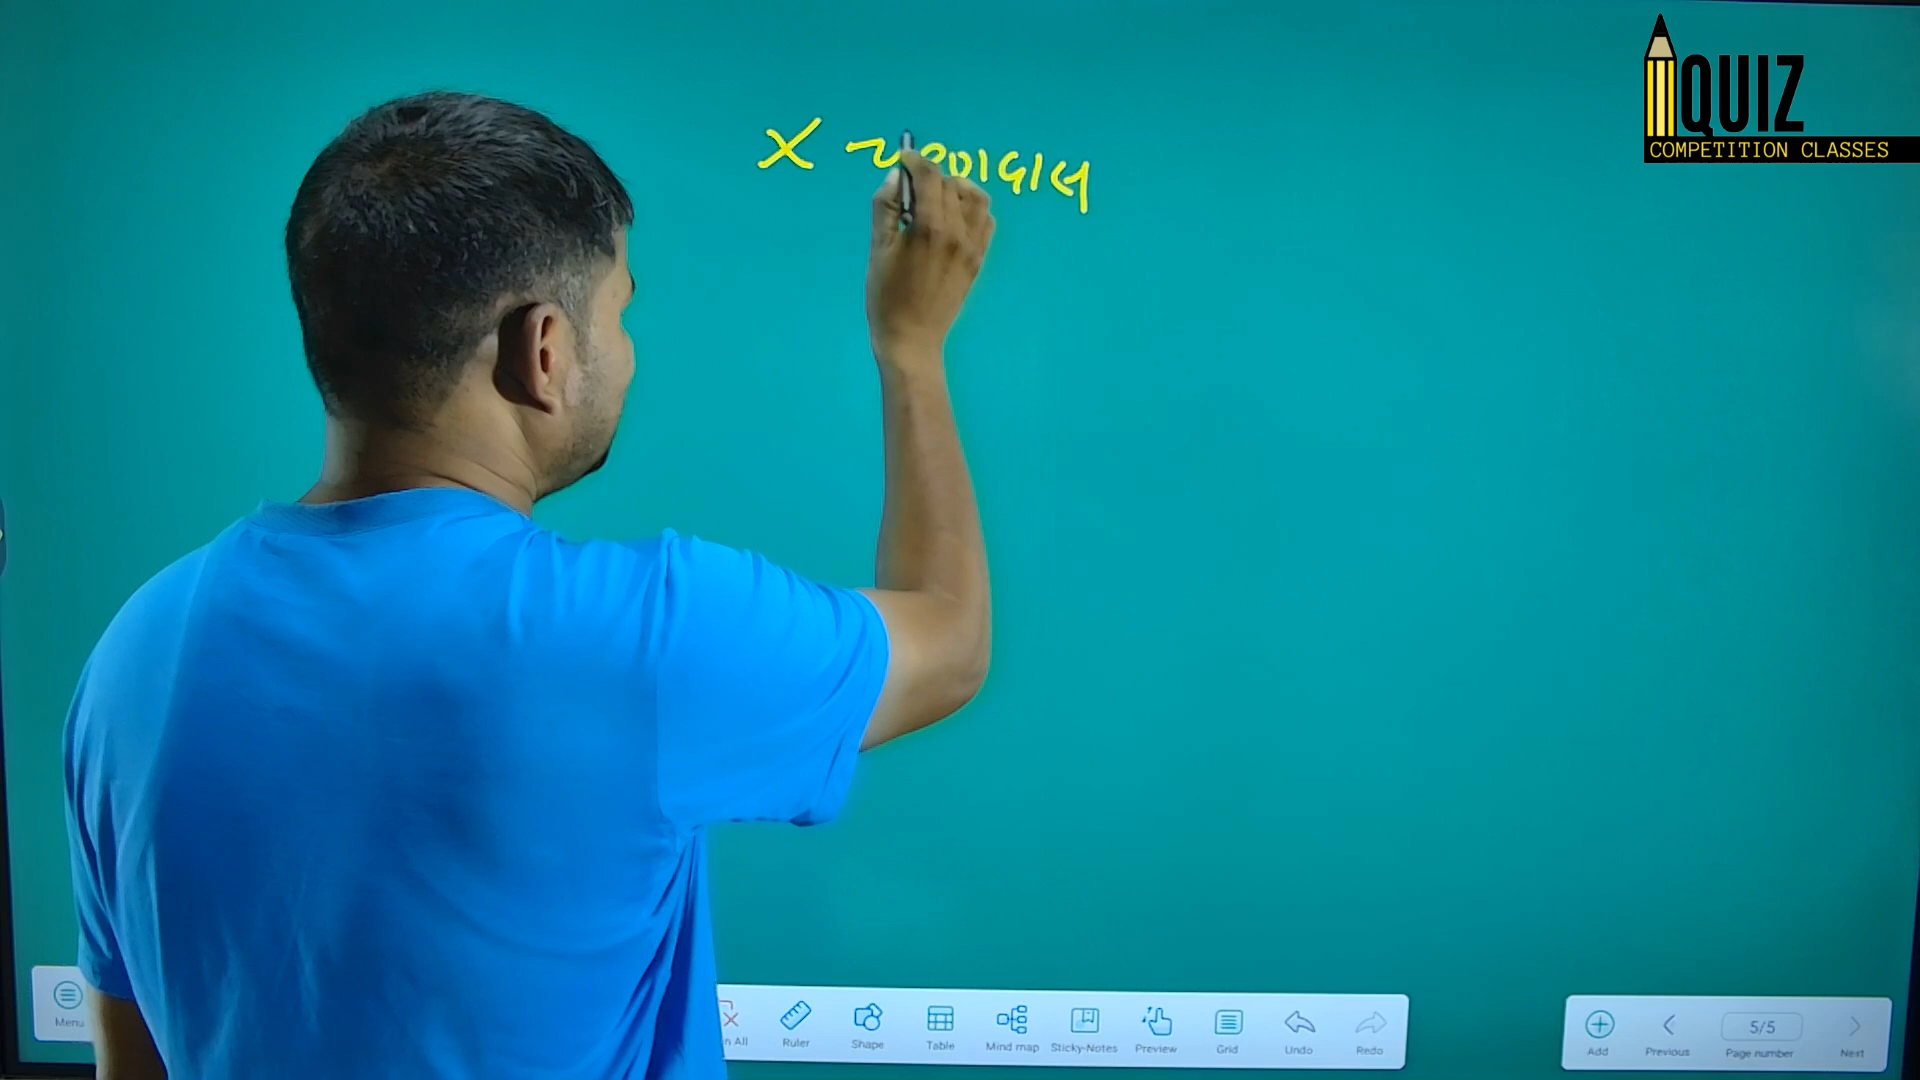 QUIZ
COMPETITION CLASSES
X
Menu
Ruler
Shape
Table
Mind map
Sticky-Notes
Preview
Grid
Undo
Redo
Add
Previous
5/5
Page number
Next